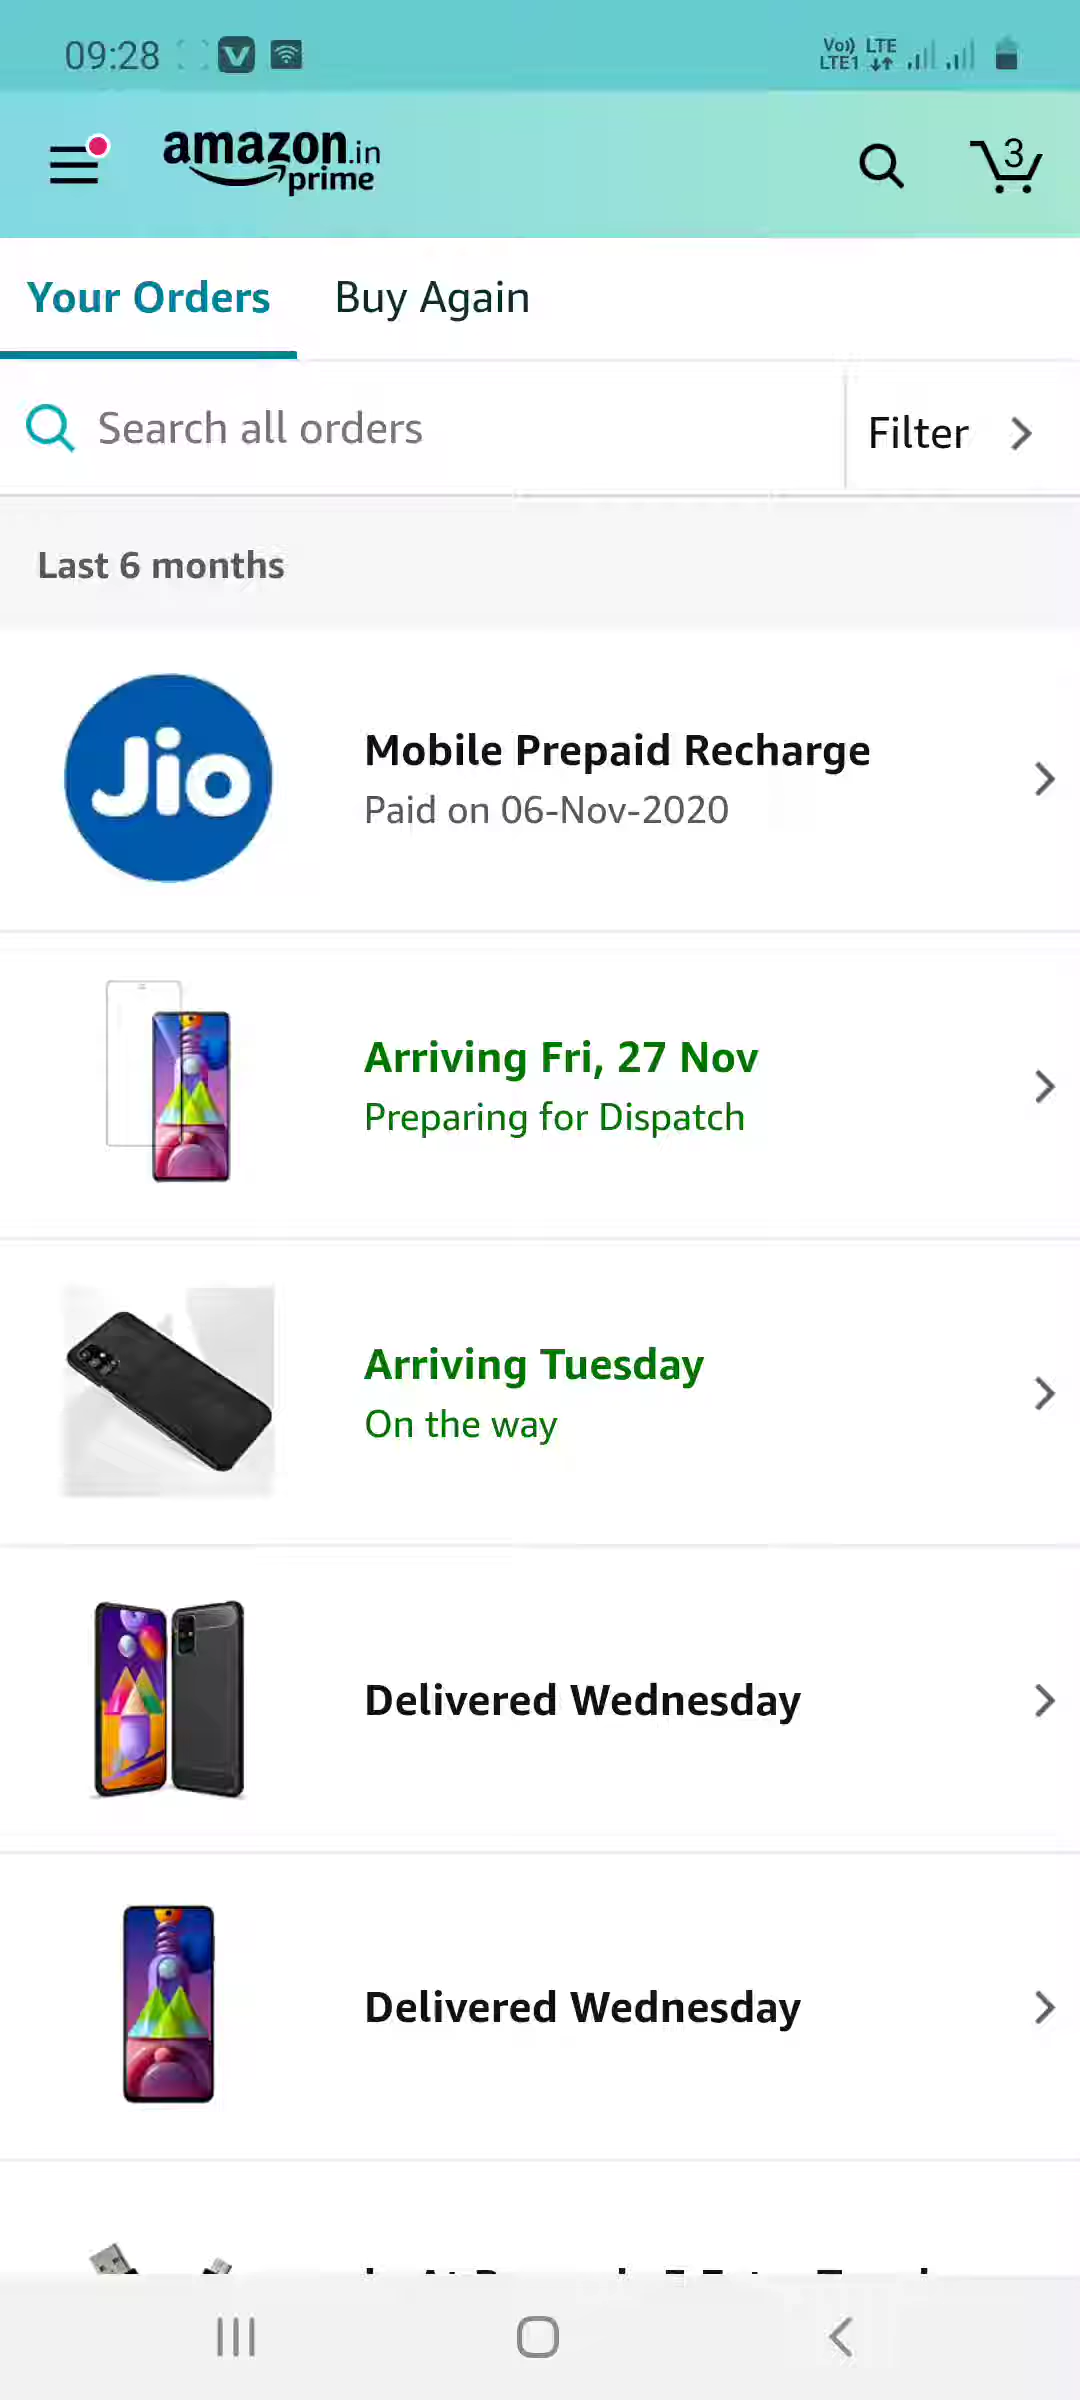 09:28
Vo)) LTE
LTE1
amazon.in
prime
3
Your Orders
Buy Again
Search all orders
Filter
Last 6 months
Jio
Mobile Prepaid Recharge
Paid on 06-Nov-2020
Arriving Fri, 27 Nov
Preparing for Dispatch
Arriving Tuesday
On the way
Delivered Wednesday
Delivered Wednesday